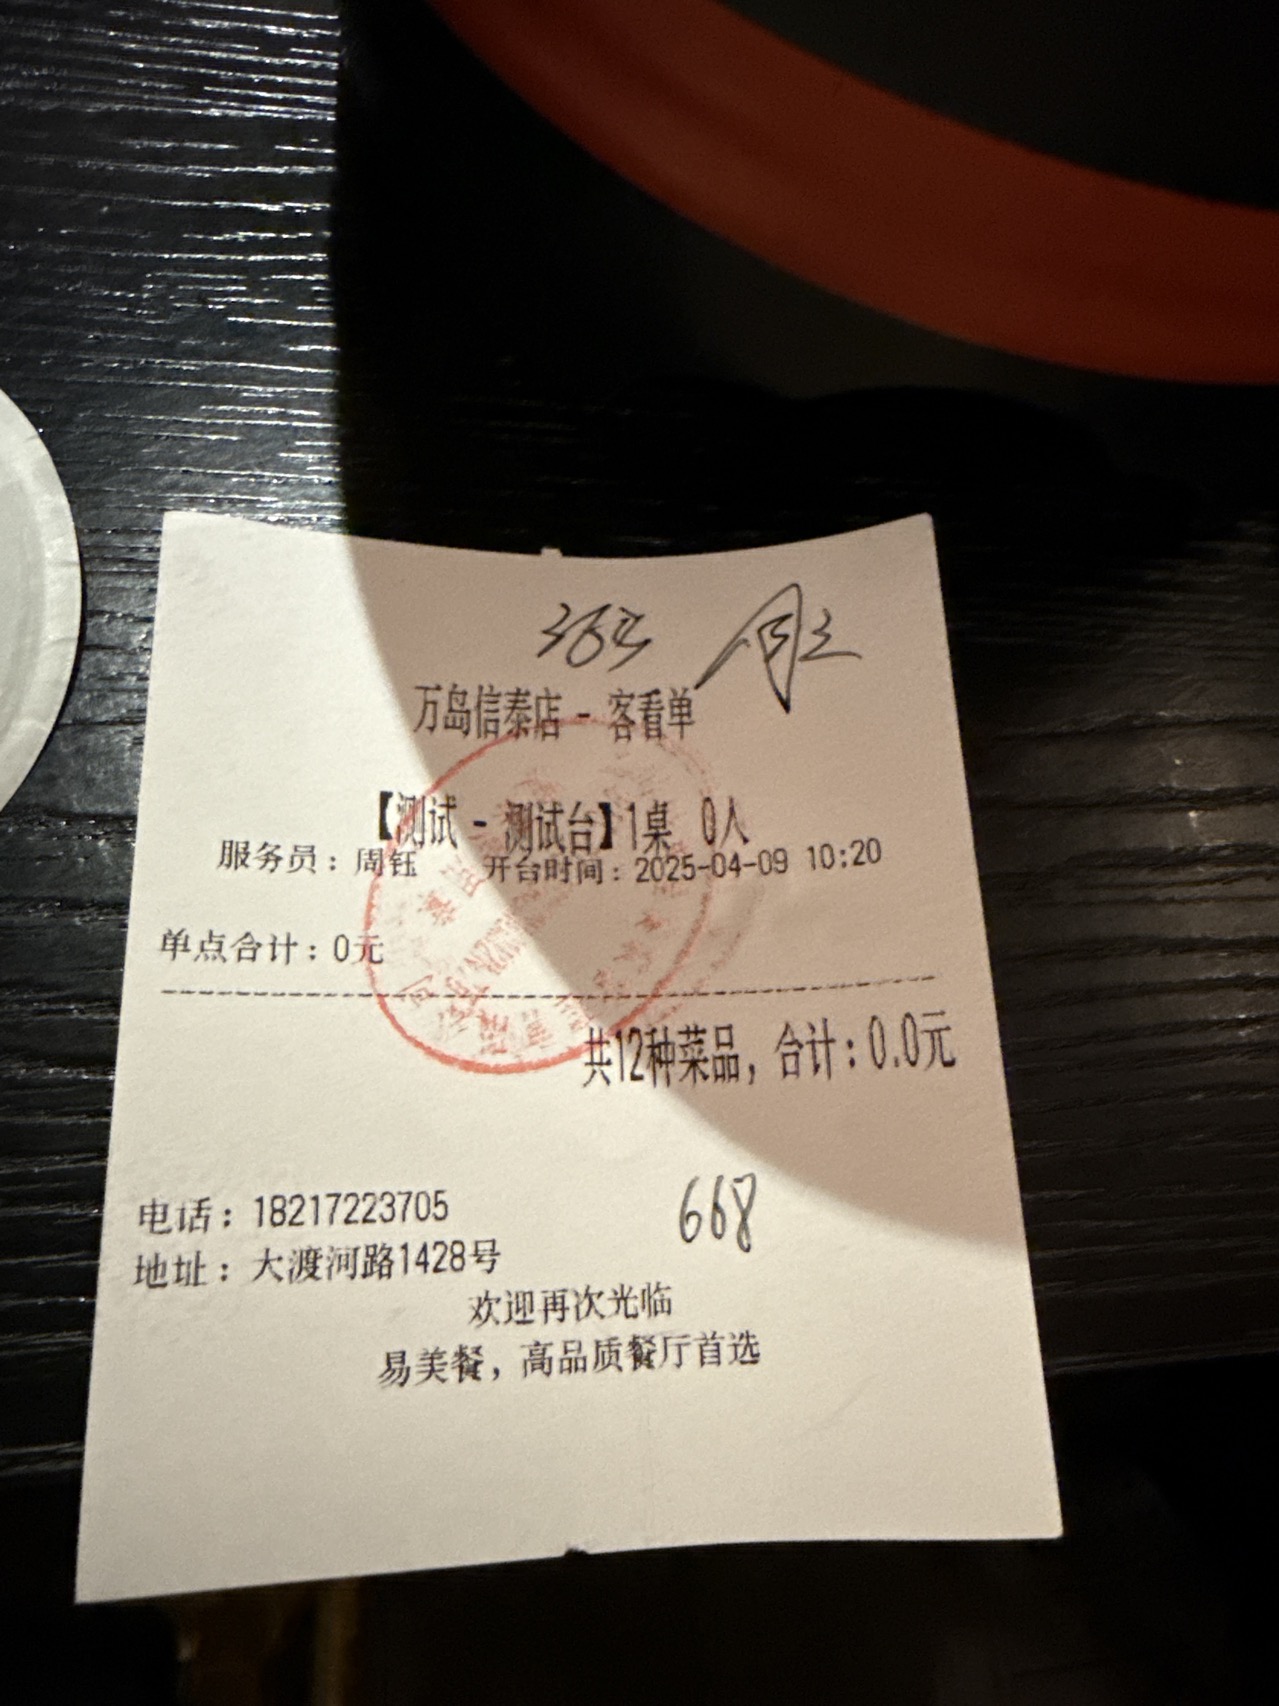 万岛信泰店 - 客看单
【测试 - 测试台】1桌 0人
服务员：周钰 开台时间：2025-04-09 10:20
单点合计：0元
共12种菜品，合计：0.0元
电话：18217223705
668
地址：大渡河路1428号
欢迎再次光临
易美餐，高品质餐厅首选